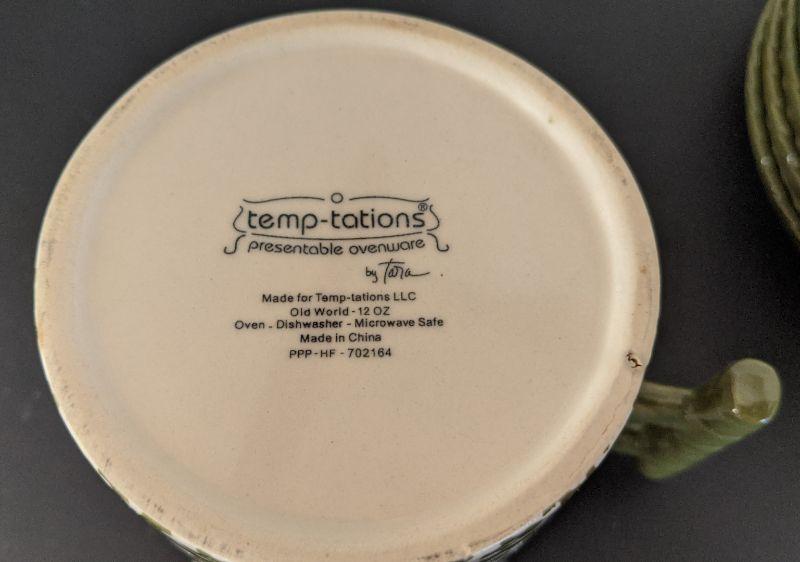 temp-tations®
presentable ovenware
by Tara
Made for Temp-tations LLC
Old World - 12 OZ
Oven - Dishwasher - Microwave Safe
Made in China
PPP-HF - 702164